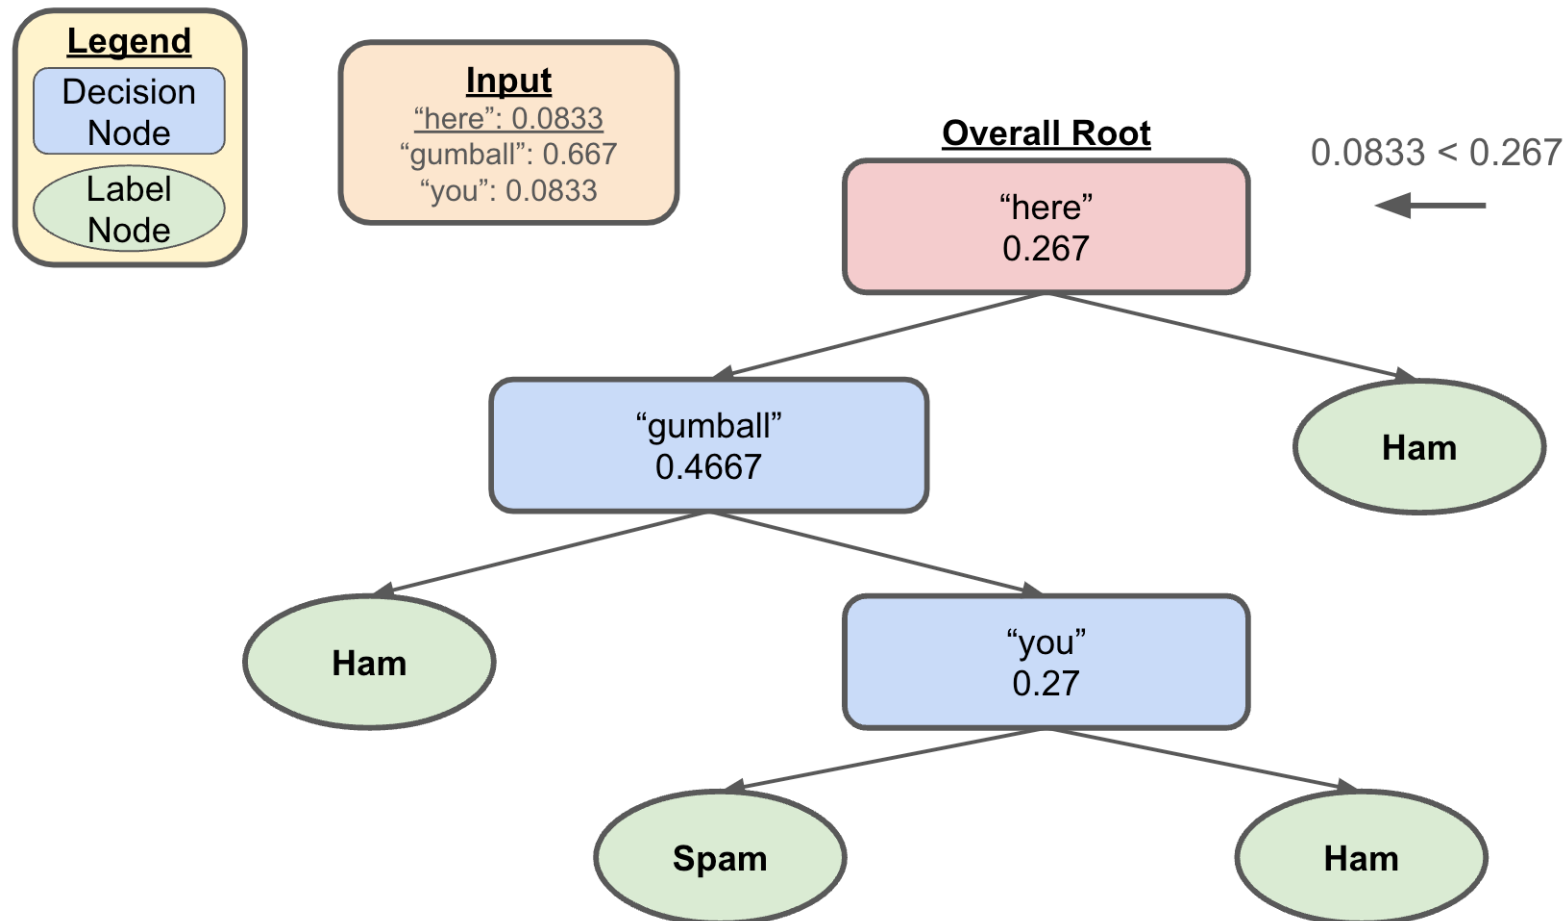 Legend
Decision
Node
Label
Node
Input
“here”: 0.0833
“gumball”: 0.667
“you”: 0.0833
Overall Root
0.0833 < 0.267
“here”
0.267
“gumball”
0.4667
Ham
Ham
“you”
0.27
Spam
Ham